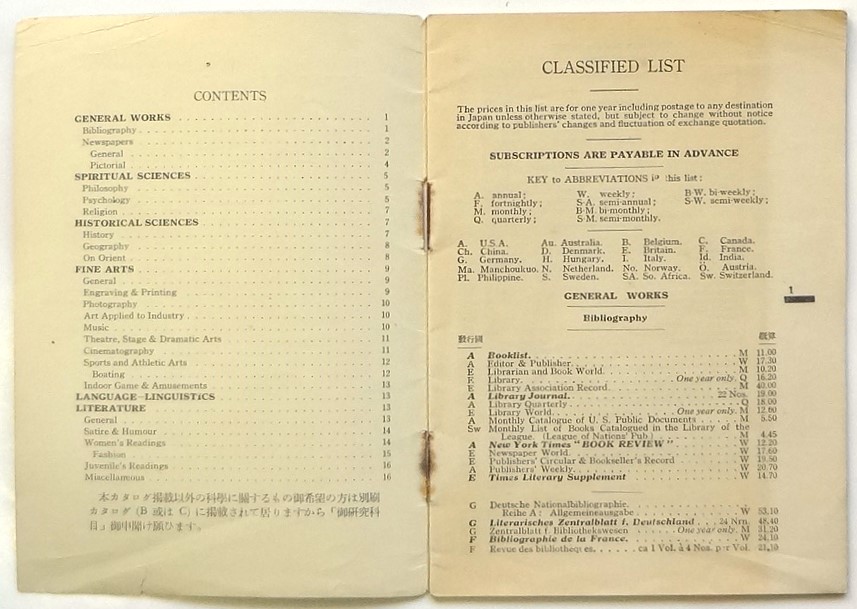 CONTENTS
GENERAL WORKS 1
Bibliography 1
Newspapers 2
General 2
Pictorial 4
SPIRITUAL SCIENCES 5
Philosophy 5
Psychology 5
Religion 7
HISTORICAL SCIENCES 7
History 7
Geography 8
On Orient 8
FINE ARTS 9
General 9
Engraving & Printing 9
Photography 10
Art Applied to Industry 10
Music 10
Theatre, Stage & Dramatic Arts 11
Cinematography 11
Sports and Athletic Arts 12
Boating 12
Indoor Game & Amusements 13
LANGUAGE—LINGUISTICS 13
LITERATURE 13
General 13
Satire & Humour 14
Women's Readings 14
Fashion 15
Juvenile's Readings 16
Miscellamous 16
本カタログ掲載以外の科學に關するもの御希望の方は別刷
カタログ (B 或は C) に掲載されて居りますから「御研究科
目」御申聞け願ひます。
CLASSIFIED LIST
The prices in this list are for one year including postage to any destination
in Japan unless otherwise stated, but subject to change without notice
according to publishers' changes and fluctuation of exchange quotation.
SUBSCRIPTIONS ARE PAYABLE IN ADVANCE
KEY to ABBREVIATIONS in this list:
A. annual; W. weekly; B-W. bi-weekly;
F. fortnightly; S-A. semi-annual; S-W. semi-weekly;
M. monthly; B-M. bi-monthly;
Q. quarterly; S-M. semi-monthly.
A. U.S.A. Au. Australia. B. Belgium. C. Canada.
Ch. China. D. Denmark. E. Britain. F. France.
G. Germany. H. Hungary. I. Italy. Id. India.
Ma. Manchoukuo. N. Netherland. No. Norway. Ö. Austria.
Pl. Philippine. S. Sweden. SA. So. Africa. Sw. Switzerland.
1
GENERAL WORKS
Bibliography
發行國 概算
A Booklist. M 11.00
A Editor & Publisher. W 17.30
E Librarian and Book World. M 10.20
E Library. One year only. Q 16.20
E Library Association Record. M 40.00
A Library Journal. 22 Nos. 19.00
A Library Quarterly. Q 18.00
E Library World. One year only. M 12.60
A Monthly Catalogue of U. S. Public Documents M 5.50
Sw Monthly List of Books Catalogued in the Library of the
League. (League of Nations' Pub) M 4.45
A New York Times "BOOK REVIEW" W 12.20
E Newspaper World. W 17.60
E Publishers' Circular & Bookseller's Record W 19.50
A Publishers' Weekly. W 20.70
E Times Literary Supplement W 14.70
G Deutsche Nationalbibliographie.
Reihe A: Allgemeineausgabe W 53.10
G Literarisches Zentralblatt f. Deutschland 24 Nrn. 48.40
G Zentralblatt f. Bibliothekswesen One year only. M 31.20
F Bibliographie de la France. W 24.10
F Revue des bibliothèques. ca 1 Vol. à 4 Nos. per Vol. 21.10